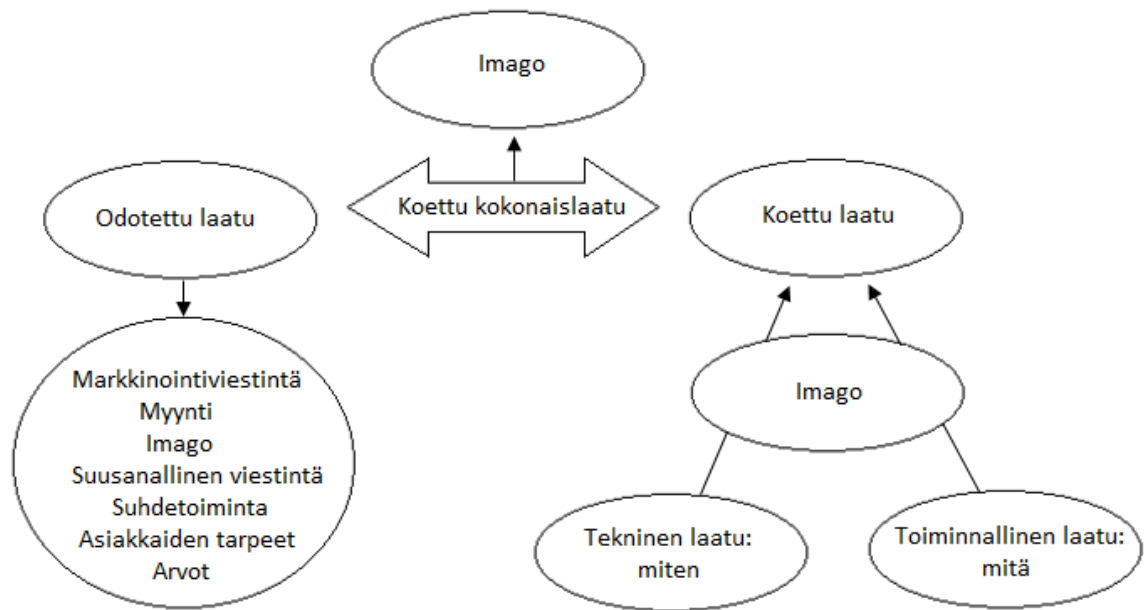 Imago
Odotettu laatu
Koettu kokonaislaatu
Koettu laatu
Markkinointiviestintä
Myynti
Imago
Suusanallinen viestintä
Suhdetoiminta
Asiakkaiden tarpeet
Arvot
Imago
Tekninen laatu:
miten
Toiminnallinen laatu:
mitä